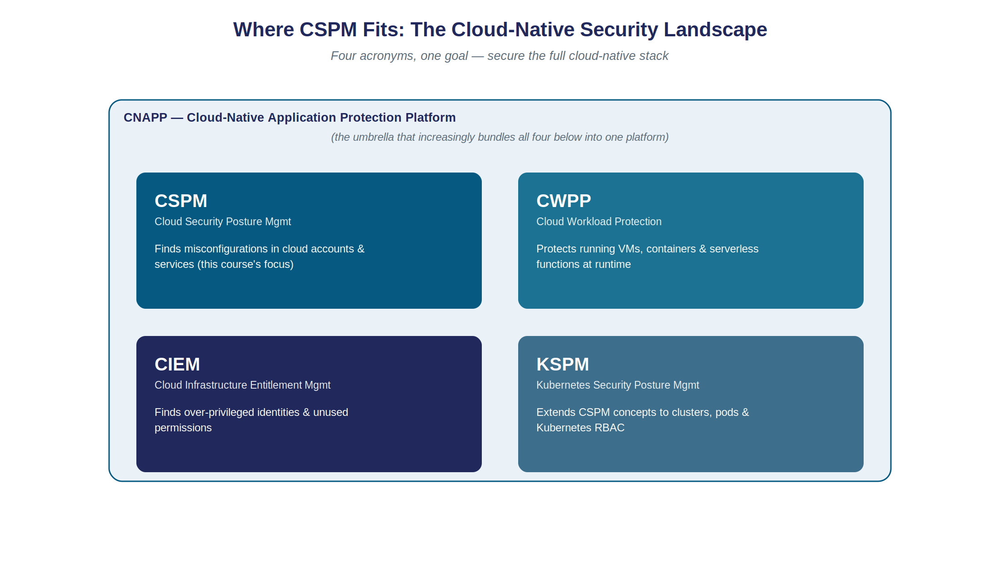 Where CSPM Fits: The Cloud-Native Security Landscape
Four acronyms, one goal — secure the full cloud-native stack
CNAPP — Cloud-Native Application Protection Platform
(the umbrella that increasingly bundles all four below into one platform)
CSPM
Cloud Security Posture Mgmt
Finds misconfigurations in cloud accounts &
services (this course's focus)
CWPP
Cloud Workload Protection
Protects running VMs, containers & serverless
functions at runtime
CIEM
Cloud Infrastructure Entitlement Mgmt
Finds over-privileged identities & unused
permissions
KSPM
Kubernetes Security Posture Mgmt
Extends CSPM concepts to clusters, pods &
Kubernetes RBAC